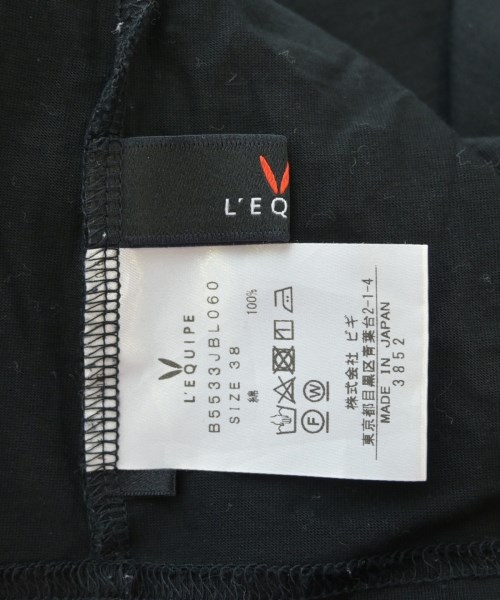 L'EQ
L'EQUIPE
B5533JBL060
SIZE 38
綿 100%
F W
株式会社 ビギ
東京都目黒区青葉台2-1-4
MADE IN JAPAN
3852